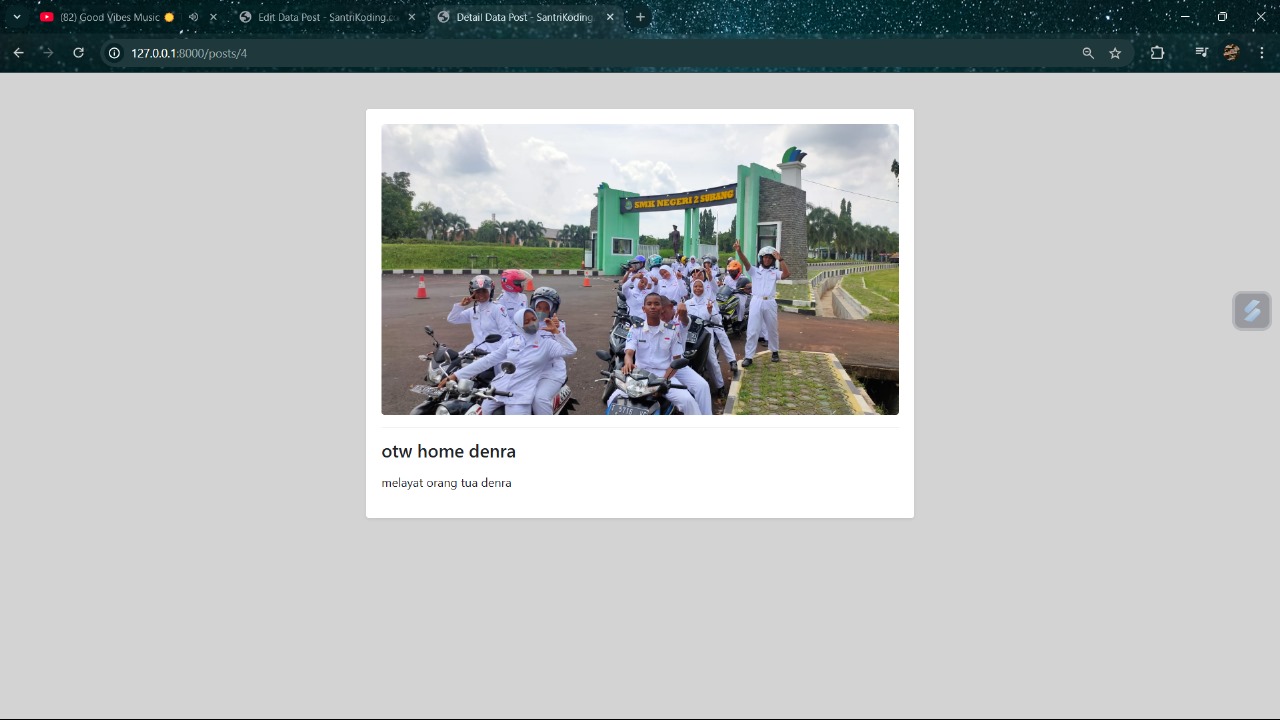 (82) Good Vibes Music
Edit Data Post - SantriKoding.c
Detail Data Post - SantriKoding
127.0.0.1:8000/posts/4
SMK NEGERI 2 SUBANG
otw home denra
melayat orang tua denra